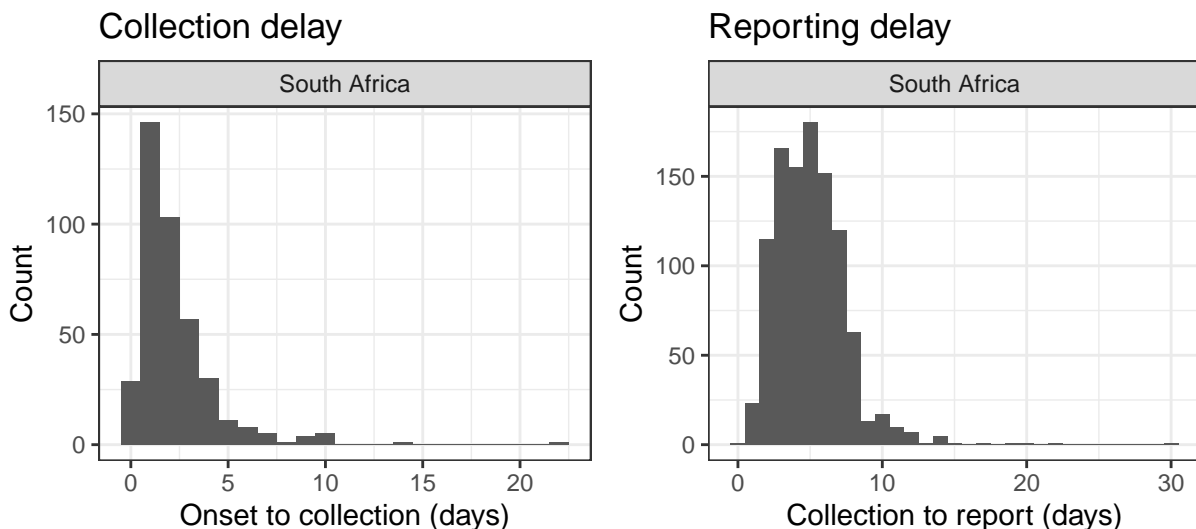 Collection delay
South Africa
150
100
50
0
Count
0 5 10 15 20
Onset to collection (days)
Reporting delay
South Africa
150
100
50
0
Count
0 10 20 30
Collection to report (days)